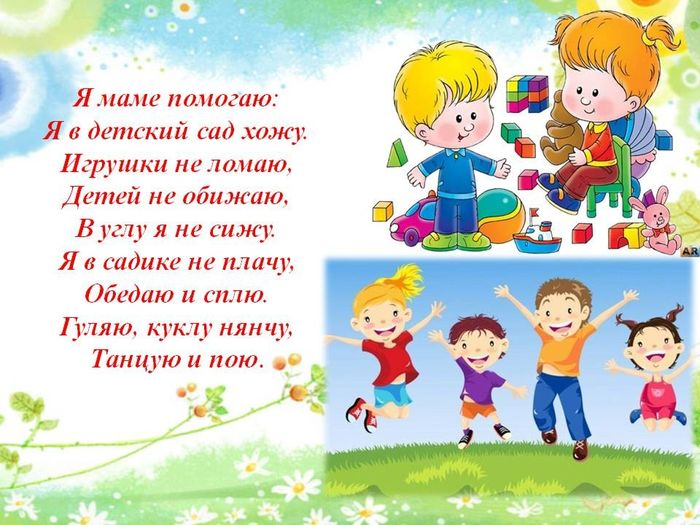 Я маме помогаю:
Я в детский сад хожу.
Игрушки не ломаю,
Детей не обижаю,
В углу я не сижу.
Я в садике не плачу,
Обедаю и сплю.
Гуляю, куклу нянчу,
Танцую и пою.
AR